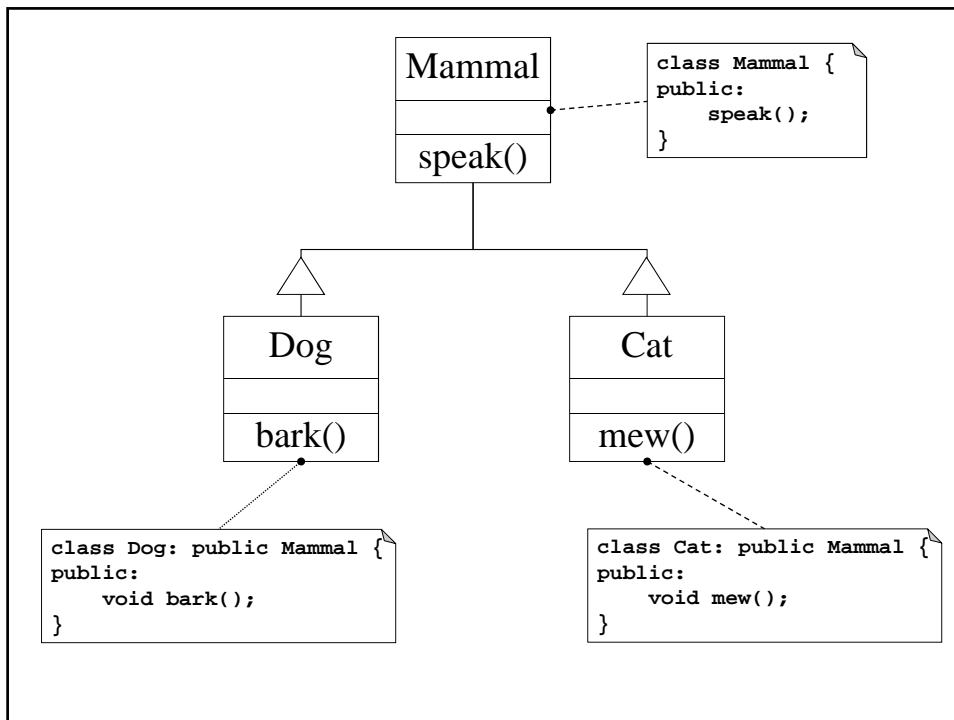 Mammal
speak()
class Mammal {
public:
    speak();
}
Dog
bark()
Cat
mew()
class Dog: public Mammal {
public:
    void bark();
}
class Cat: public Mammal {
public:
    void mew();
}